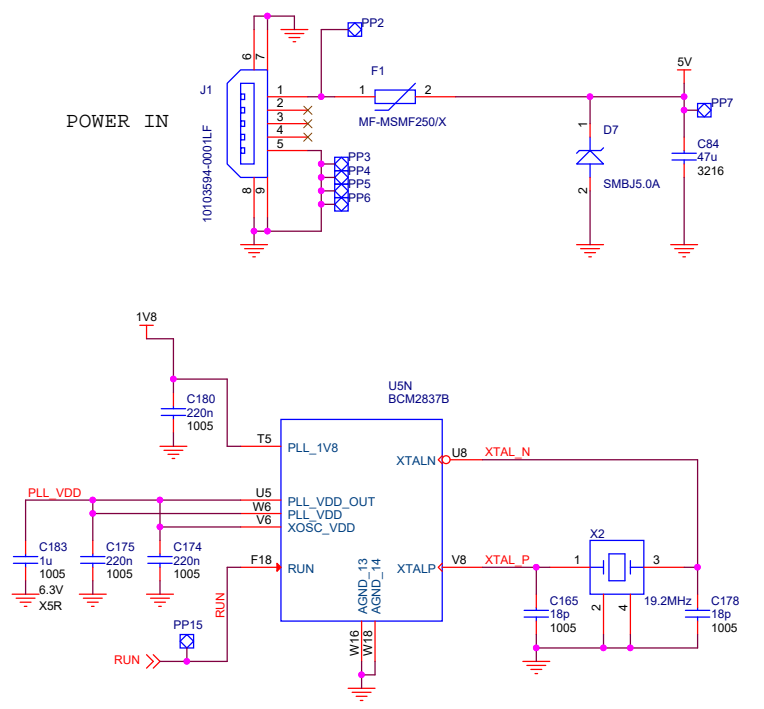 POWER IN
J1
10103594-0001LF
6
7
1
2
3
4
5
8
9
PP2
F1
1
2
MF-MSMF250/X
PP3
PP4
PP5
PP6
5V
PP7
1
D7
2
SMBJ5.0A
C84
47u
3216
1V8
C180
220n
1005
U5N
BCM2837B
T5
PLL_1V8
PLL_VDD
U5
PLL_VDD_OUT
W6
PLL_VDD
V6
XOSC_VDD
F18
RUN
XTALN
U8
XTAL_N
XTALP
V8
XTAL_P
AGND_13
AGND_14
W16
W18
C183
1u
1005
6.3V
X5R
C175
220n
1005
C174
220n
1005
RUN
PP15
RUN
X2
1
3
2
4
19.2MHz
C165
18p
1005
C178
18p
1005